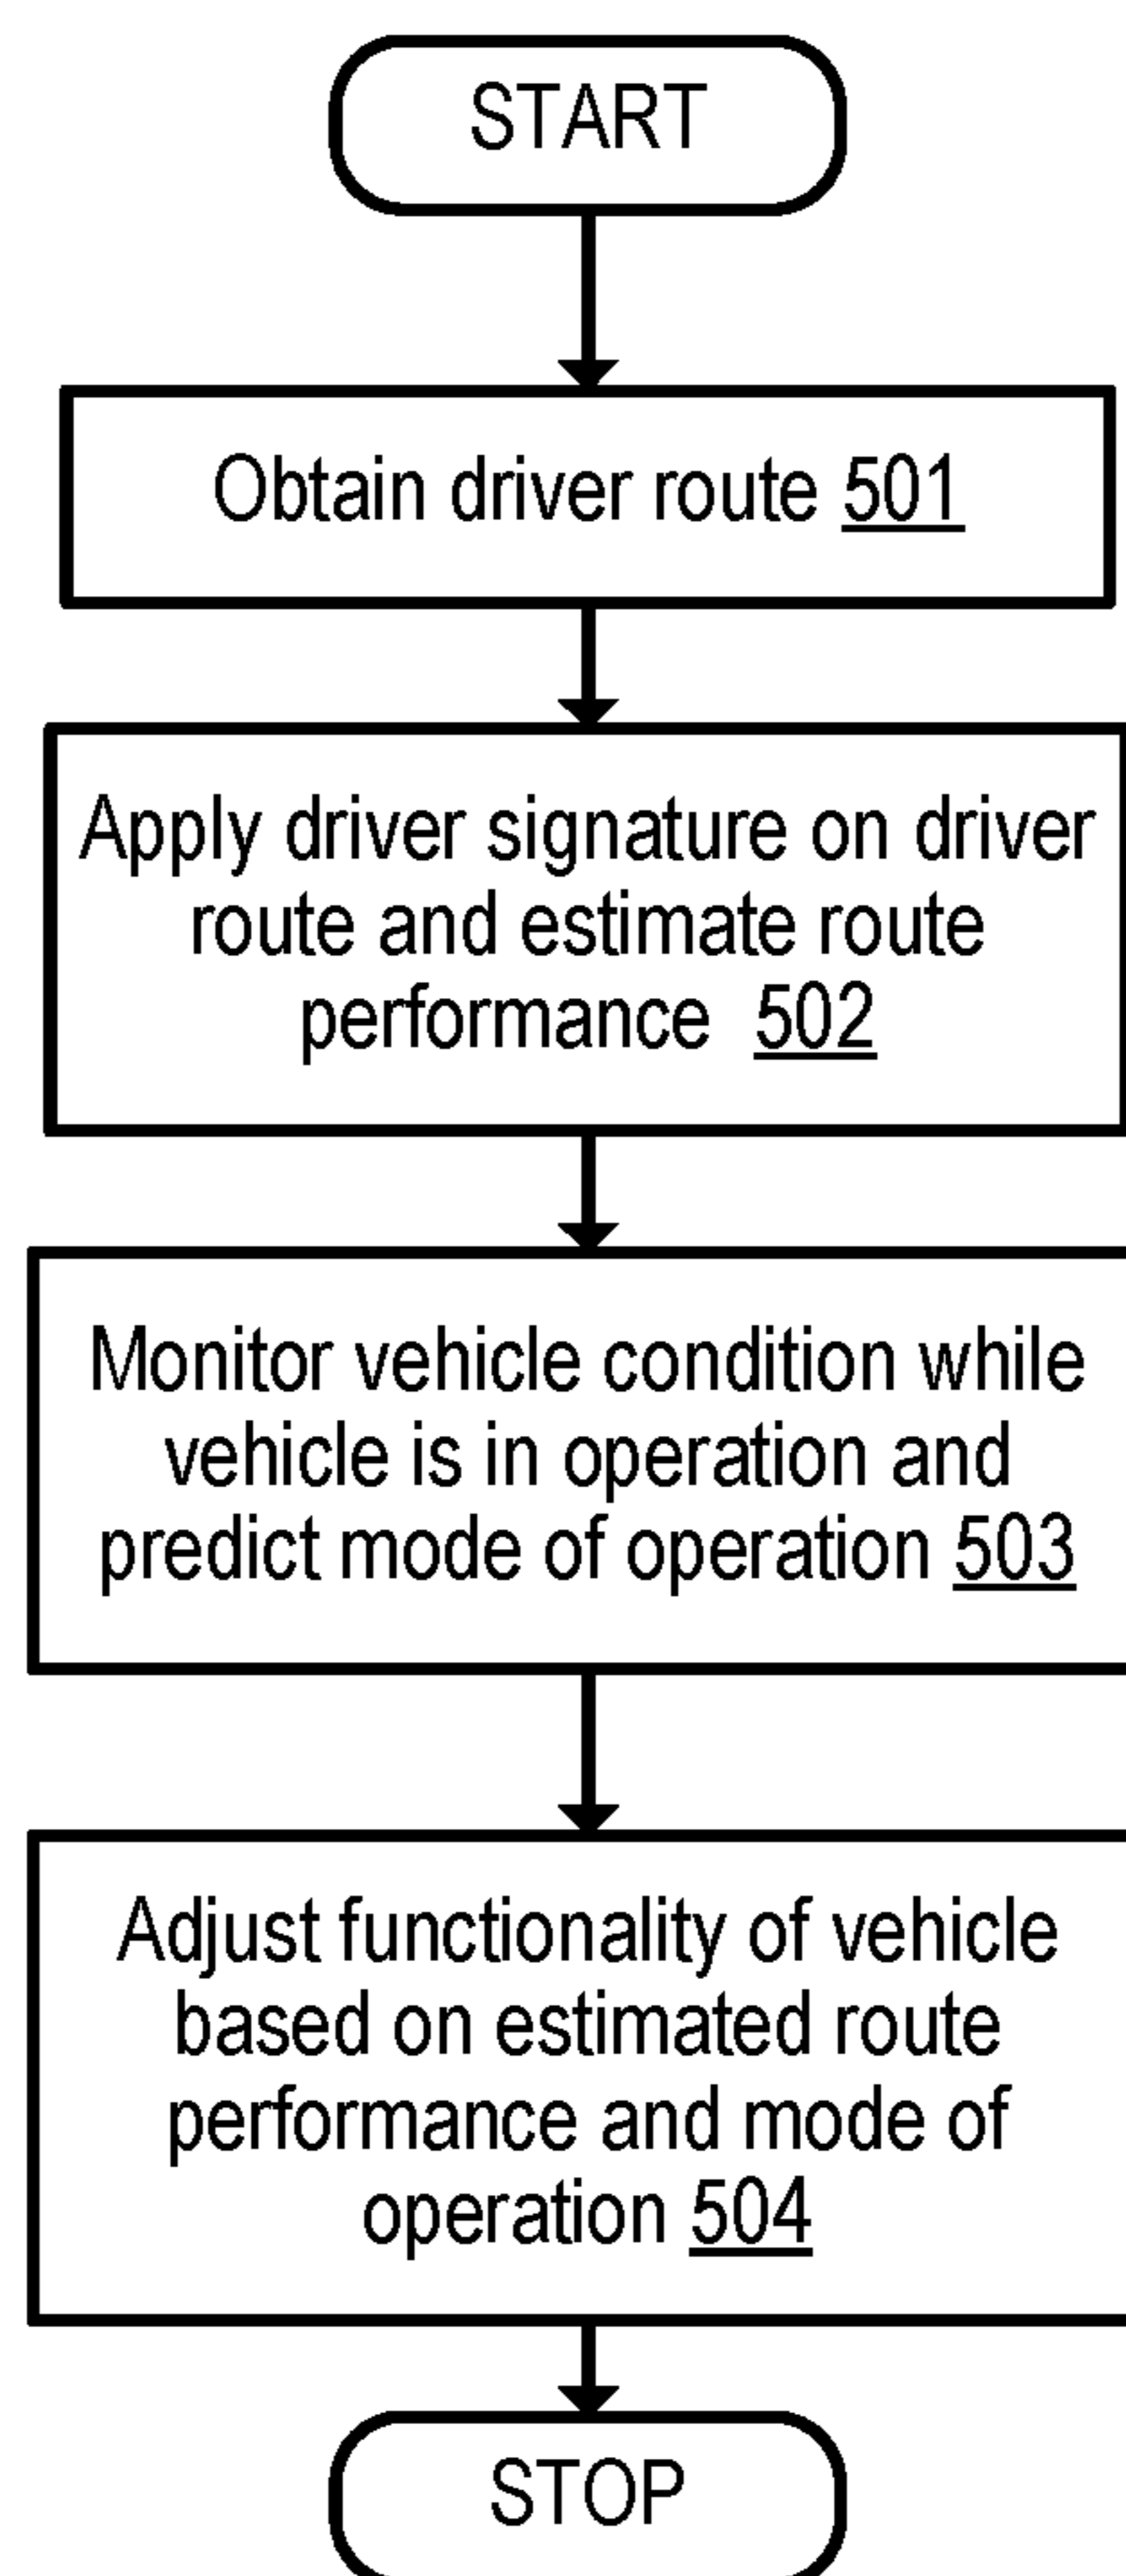 START
Obtain driver route 501
Apply driver signature on driver
route and estimate route
performance 502
Monitor vehicle condition while
vehicle is in operation and
predict mode of operation 503
Adjust functionality of vehicle
based on estimated route
performance and mode of
operation 504
STOP